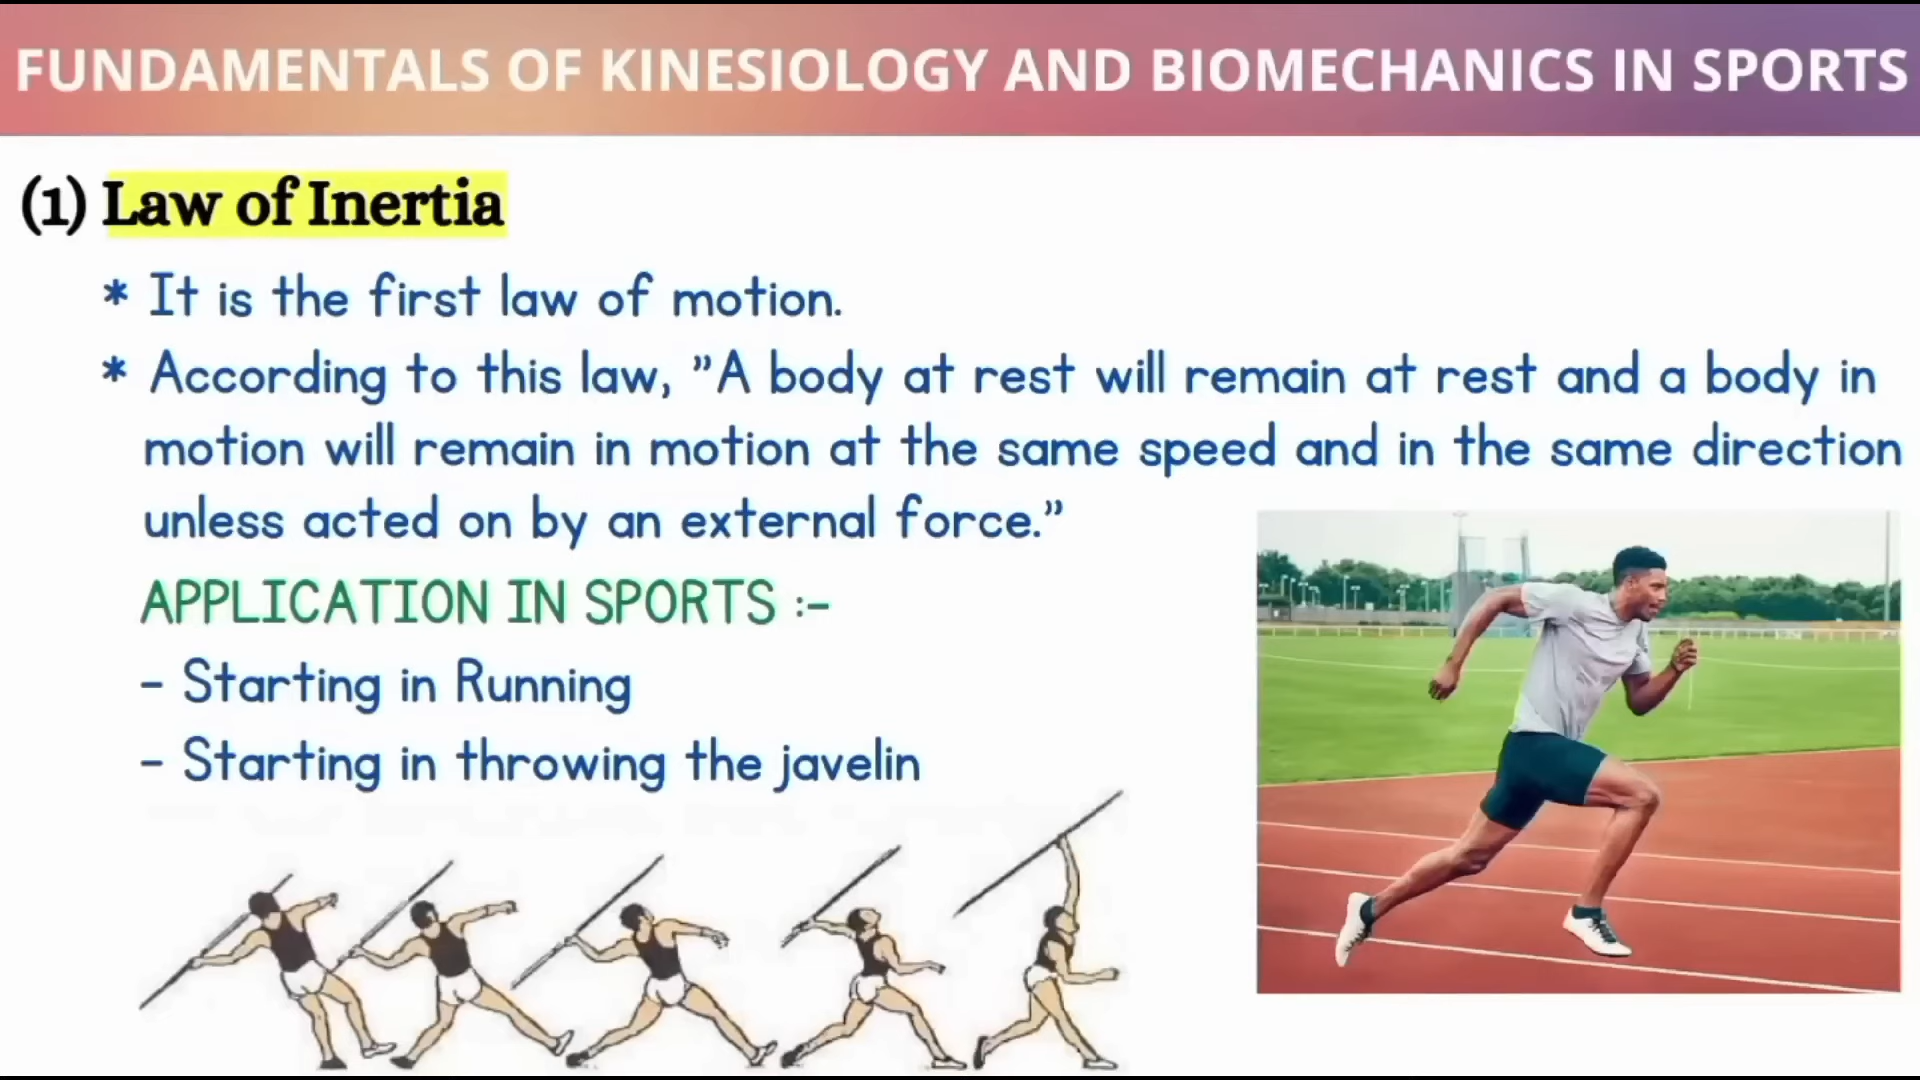 FUNDAMENTALS OF KINESIOLOGY AND BIOMECHANICS IN SPORTS
(1) Law of Inertia
* It is the first law of motion.
* According to this law, ”A body at rest will remain at rest and a body in
motion will remain in motion at the same speed and in the same direction
unless acted on by an external force.”
APPLICATION IN SPORTS :-
- Starting in Running
- Starting in throwing the javelin